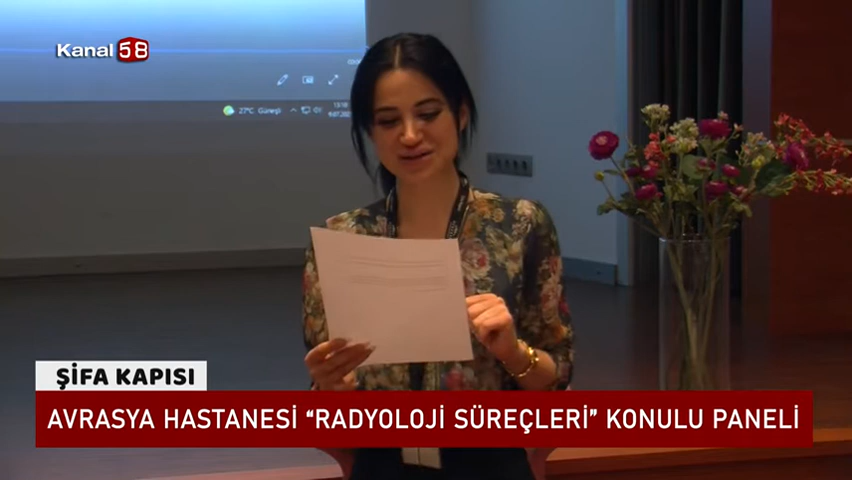 Kanal 58
27°C Güneşli
ŞİFA KAPISI
AVRASYA HASTANESİ “RADYOLOJİ SÜREÇLERİ” KONULU PANELİ